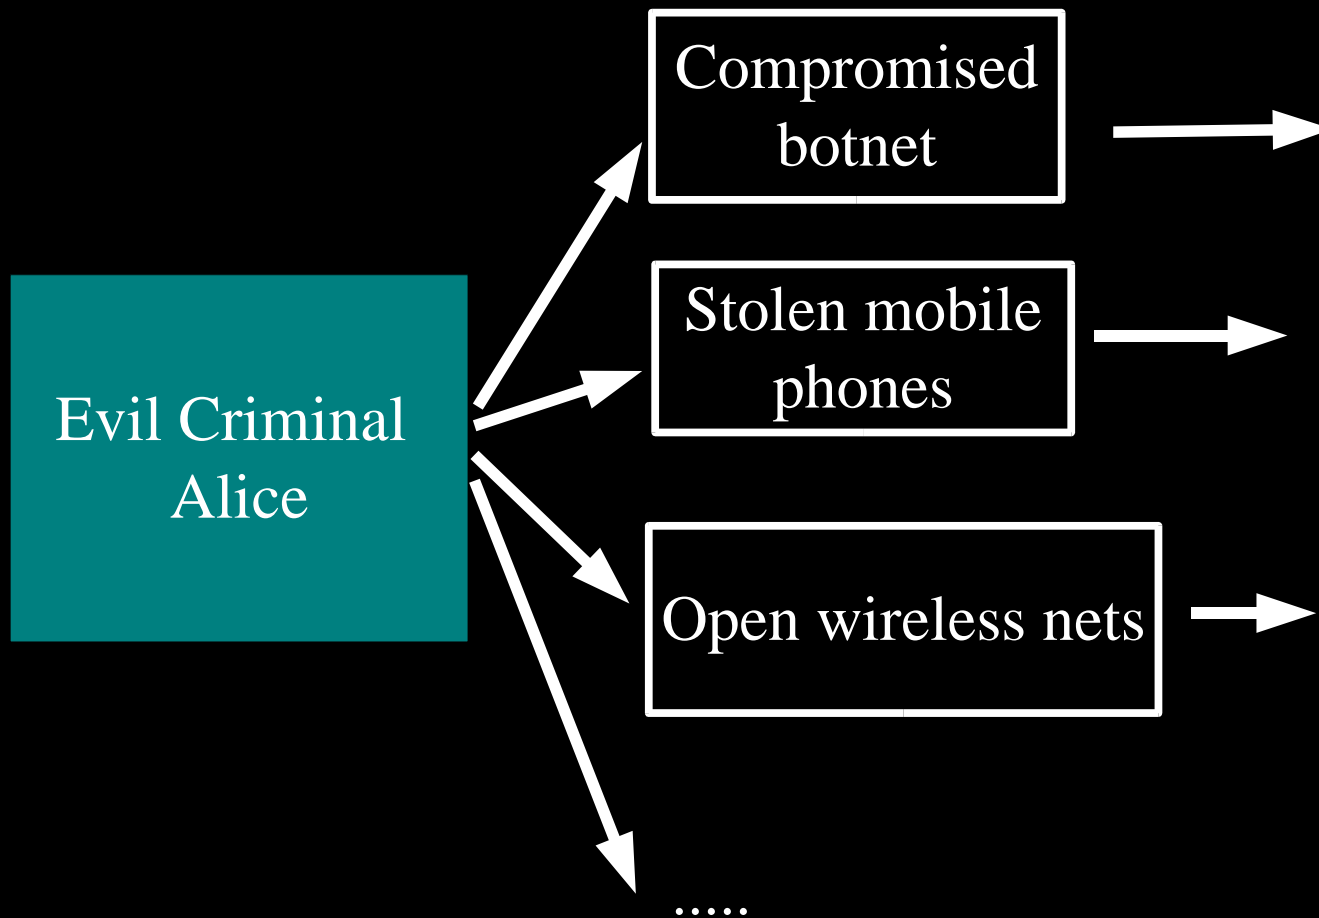 Compromised
botnet
Stolen mobile
phones
Evil Criminal
Alice
Open wireless nets
.....